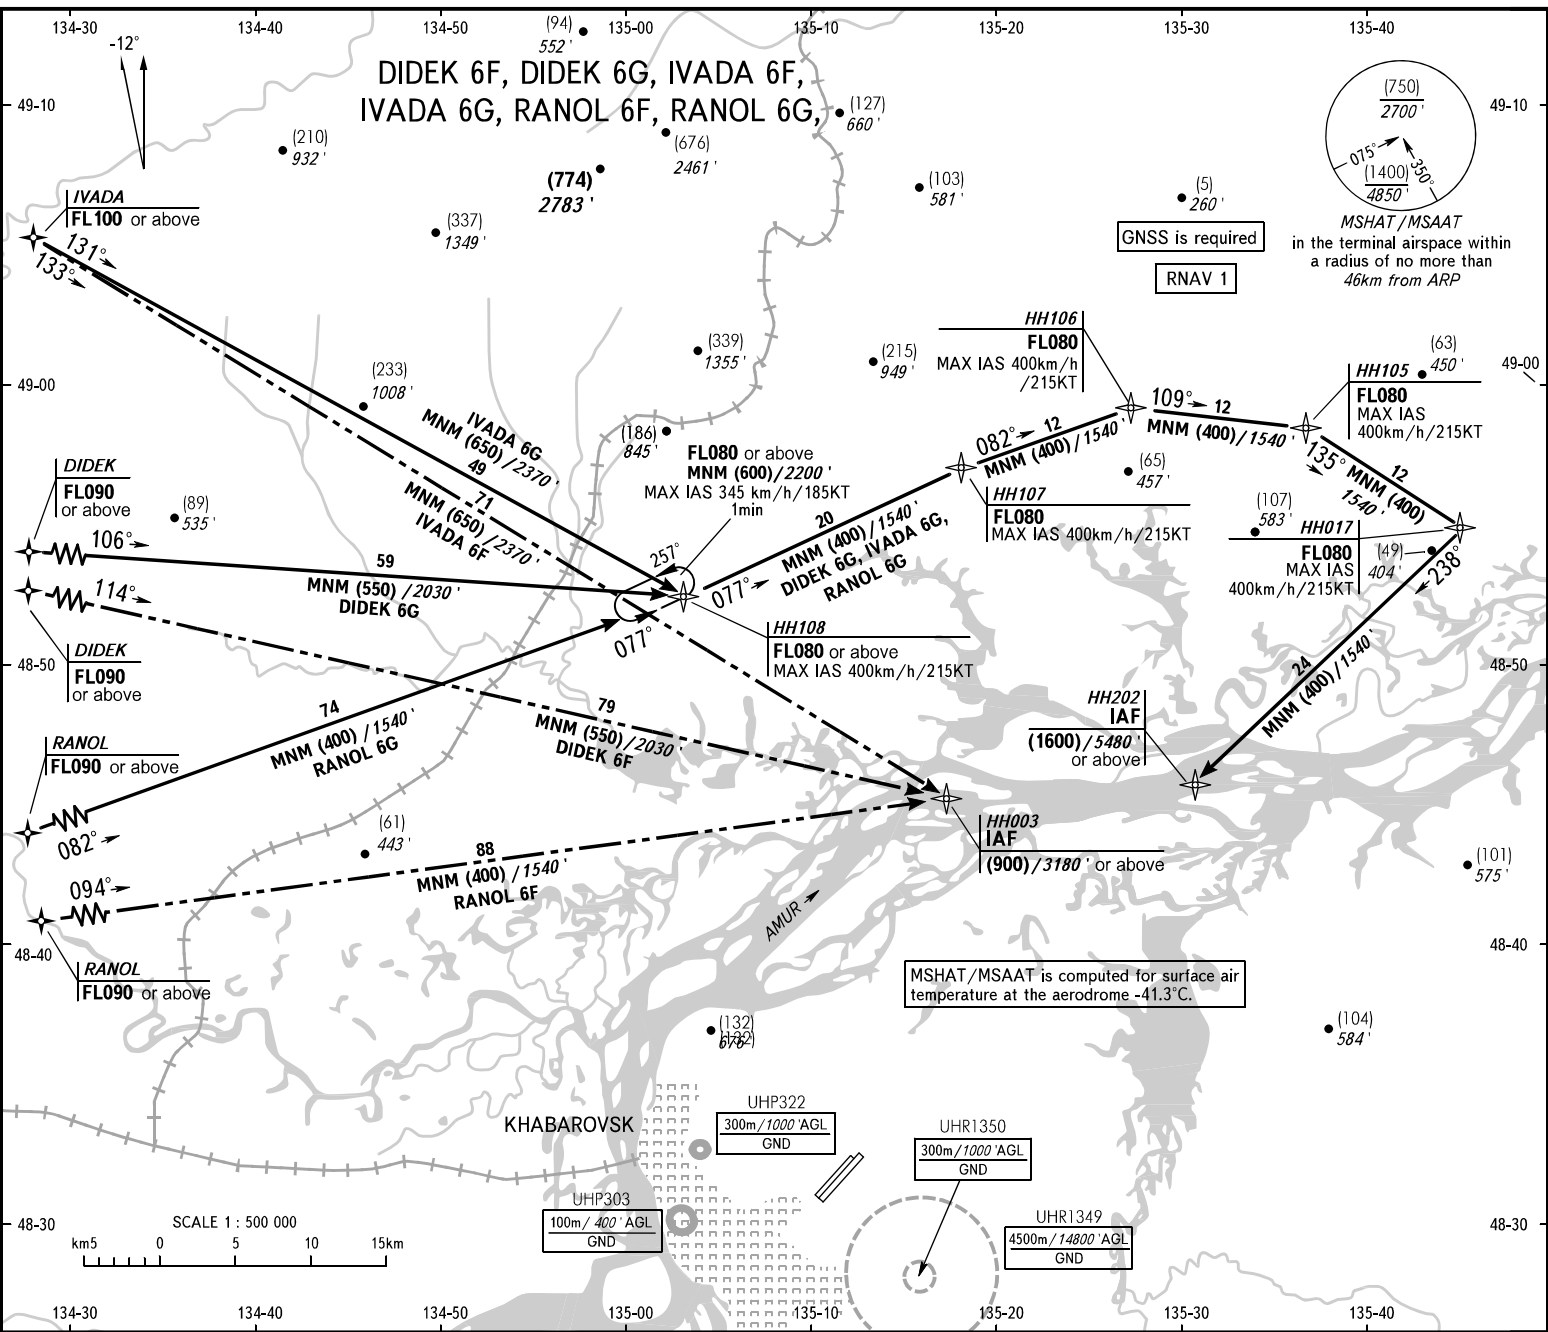 134-30
134-40
134-50
135-00
135-10
135-20
135-30
135-40
-12°
(94)
552'
DIDEK 6F, DIDEK 6G, IVADA 6F,
IVADA 6G, RANOL 6F, RANOL 6G,
49-10
49-10
(127)
660'
(210)
932'
(676)
2461'
(774)
2783'
(103)
581'
(5)
260'
(750)
2700'
075°
350°
(1400)
4850'
MSHAT/MSAAT
in the terminal airspace within
a radius of no more than
46km from ARP
GNSS is required
RNAV 1
IVADA
FL100 or above
131°
133°
(337)
1349'
(339)
1355'
(215)
949'
(233)
1008'
(186)
845'
49-00
49-00
HH106
FL080
MAX IAS 400km/h
/215KT
(63)
450'
HH105
FL080
MAX IAS
400km/h/215KT
109°
12
MNM (400)/1540'
082°
12
MNM (400)/1540'
135°
12
MNM (400)
1540'
IVADA 6G
MNM (650)/2370'
49
71
MNM (650)/2370'
IVADA 6F
FL080 or above
MNM (600)/2200'
MAX IAS 345 km/h/185KT
1min
(65)
457'
HH107
FL080
MAX IAS 400km/h/215KT
(107)
583'
HH017
FL080
MAX IAS
400km/h/215KT
(49)
404'
238°
DIDEK
FL090
or above
(89)
535'
106°
59
MNM (550)/2030'
DIDEK 6G
257°
077°
077°
20
MNM (400)/1540'
DIDEK 6G, IVADA 6G,
RANOL 6G
114°
DIDEK
FL090
or above
HH108
FL080 or above
MAX IAS 400km/h/215KT
48-50
48-50
24
MNM (400)/1540'
HH202
IAF
(1600)/5480'
or above
79
MNM (550)/2030'
DIDEK 6F
74
MNM (400)/1540'
RANOL 6G
RANOL
FL090 or above
082°
(61)
443'
HH003
IAF
(900)/3180' or above
88
MNM (400)/1540'
RANOL 6F
094°
(101)
575'
AMUR
48-40
48-40
RANOL
FL090 or above
MSHAT/MSAAT is computed for surface air
temperature at the aerodrome -41.3°C.
(132)
(104)
584'
KHABAROVSK
UHP322
300m/1000'AGL
GND
UHR1350
300m/1000'AGL
GND
UHP303
100m/400'AGL
GND
UHR1349
4500m/14800'AGL
GND
48-30
48-30
SCALE 1 : 500 000
km5
0
5
10
15km
134-30
134-40
134-50
135-00
135-10
135-20
135-30
135-40